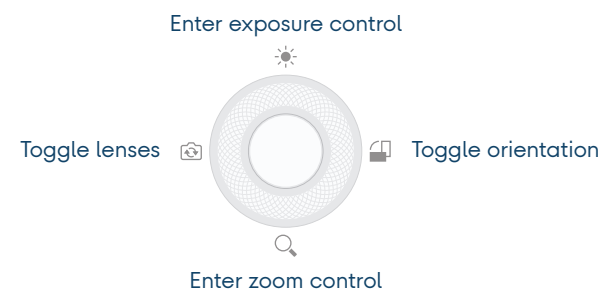 Enter exposure control
Toggle lenses
Toggle orientation
Enter zoom control